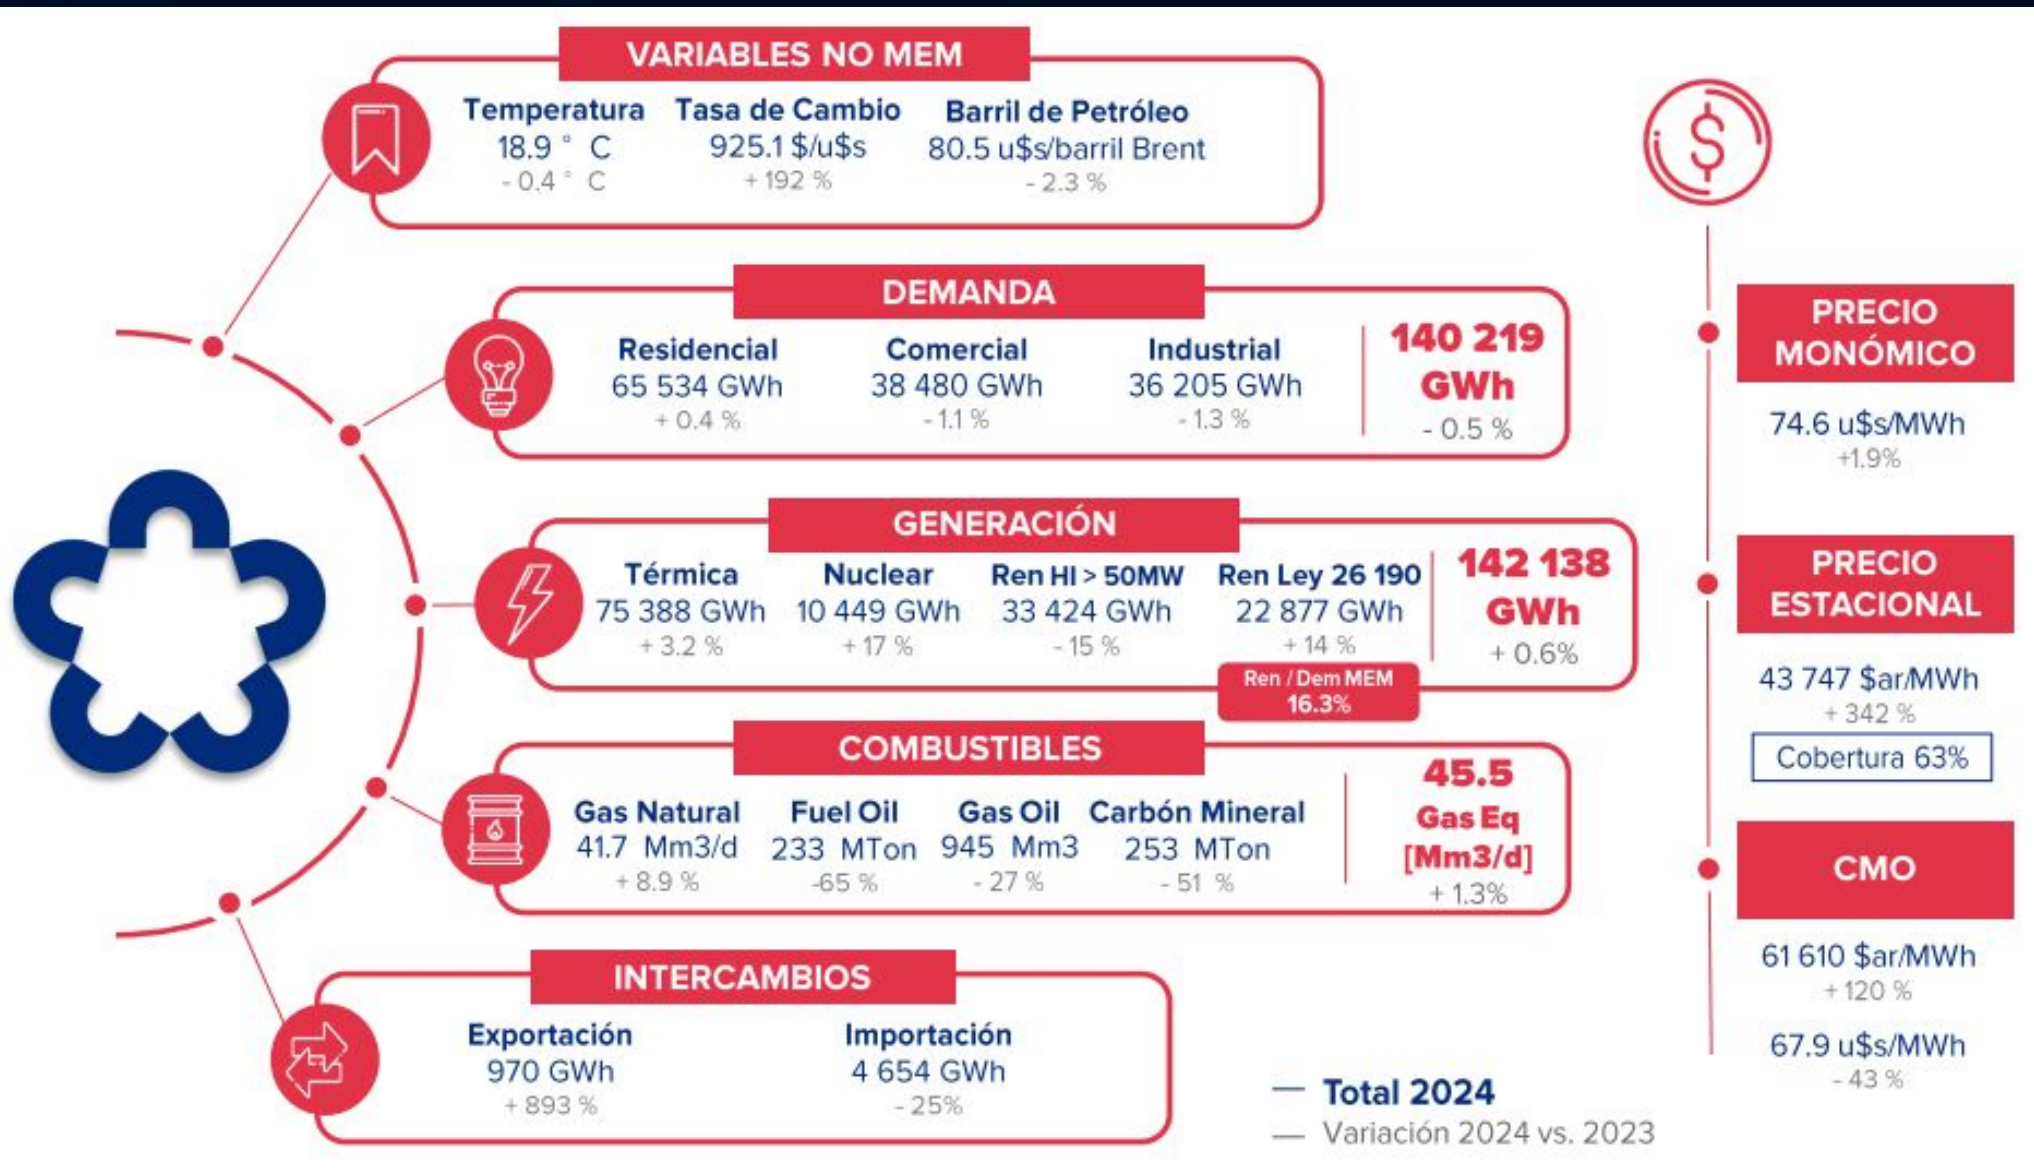 VARIABLES NO MEM
Temperatura
18.9 ° C
- 0.4 ° C
Tasa de Cambio
925.1 $/u$s
+ 192 %
Barril de Petróleo
80.5 u$s/barril Brent
- 2.3 %
DEMANDA
Residencial
65 534 GWh
+ 0.4 %
Comercial
38 480 GWh
- 1.1 %
Industrial
36 205 GWh
- 1.3 %
140 219
GWh
- 0.5 %
GENERACIÓN
Térmica
75 388 GWh
+ 3.2 %
Nuclear
10 449 GWh
+ 17 %
Ren HI > 50MW
33 424 GWh
- 15 %
Ren Ley 26 190
22 877 GWh
+ 14 %
Ren / Dem MEM
16.3%
142 138
GWh
+ 0.6%
COMBUSTIBLES
Gas Natural
41.7 Mm3/d
+ 8.9 %
Fuel Oil
233 MTon
-65 %
Gas Oil
945 Mm3
- 27 %
Carbón Mineral
253 MTon
- 51 %
45.5
Gas Eq
[Mm3/d]
+ 1.3%
INTERCAMBIOS
Exportación
970 GWh
+ 893 %
Importación
4 654 GWh
- 25%
$
PRECIO
MONÓMICO
74.6 u$s/MWh
+1.9%
PRECIO
ESTACIONAL
43 747 $ar/MWh
+ 342 %
Cobertura 63%
CMO
61 610 $ar/MWh
+ 120 %
67.9 u$s/MWh
- 43 %
Total 2024
Variación 2024 vs. 2023